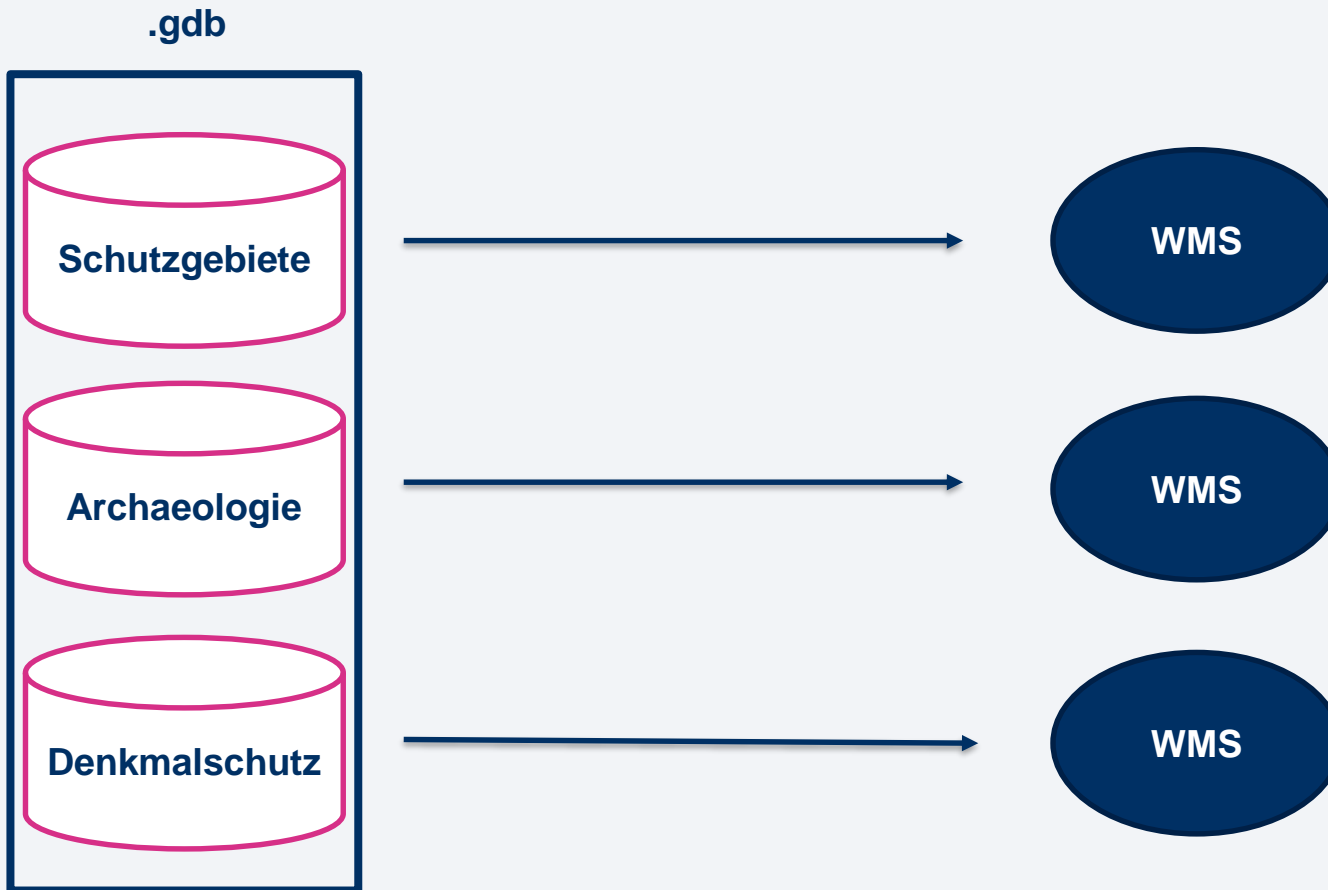 .gdb
Schutzgebiete
WMS
Archaeologie
WMS
Denkmalschutz
WMS